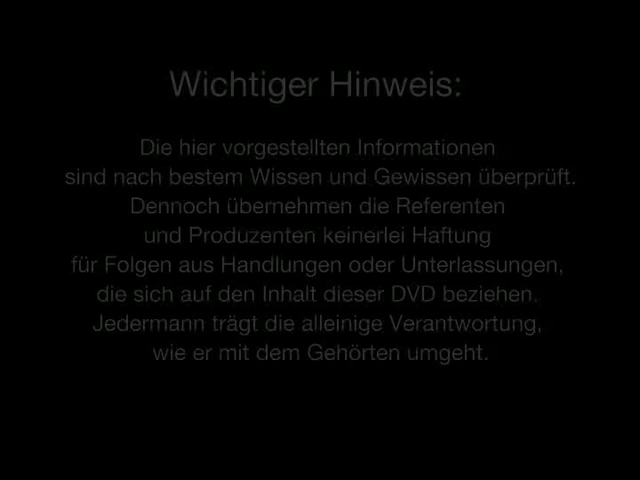 Wichtiger Hinweis:
Die hier vorgestellten Informationen
sind nach bestem Wissen und Gewissen überprüft.
Dennoch übernehmen die Referenten
und Produzenten keinerlei Haftung
für Folgen aus Handlungen oder Unterlassungen,
die sich auf den Inhalt dieser DVD beziehen.
Jedermann trägt die alleinige Verantwortung,
wie er mit dem Gehörten umgeht.